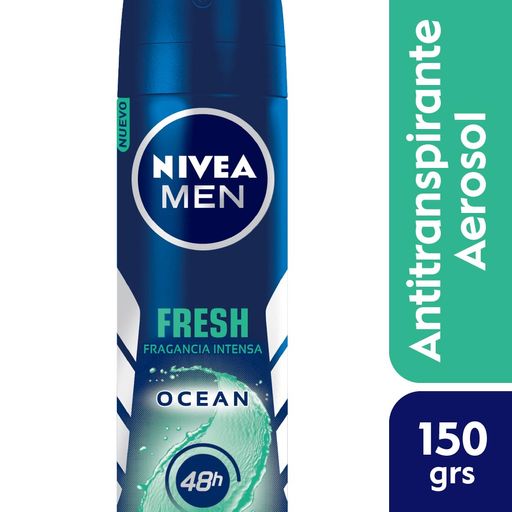 NUEVO
NIVEA
MEN
FRESH
FRAGANCIA INTENSA
OCEAN
48h
Antitranspirante
Aerosol
150
grs